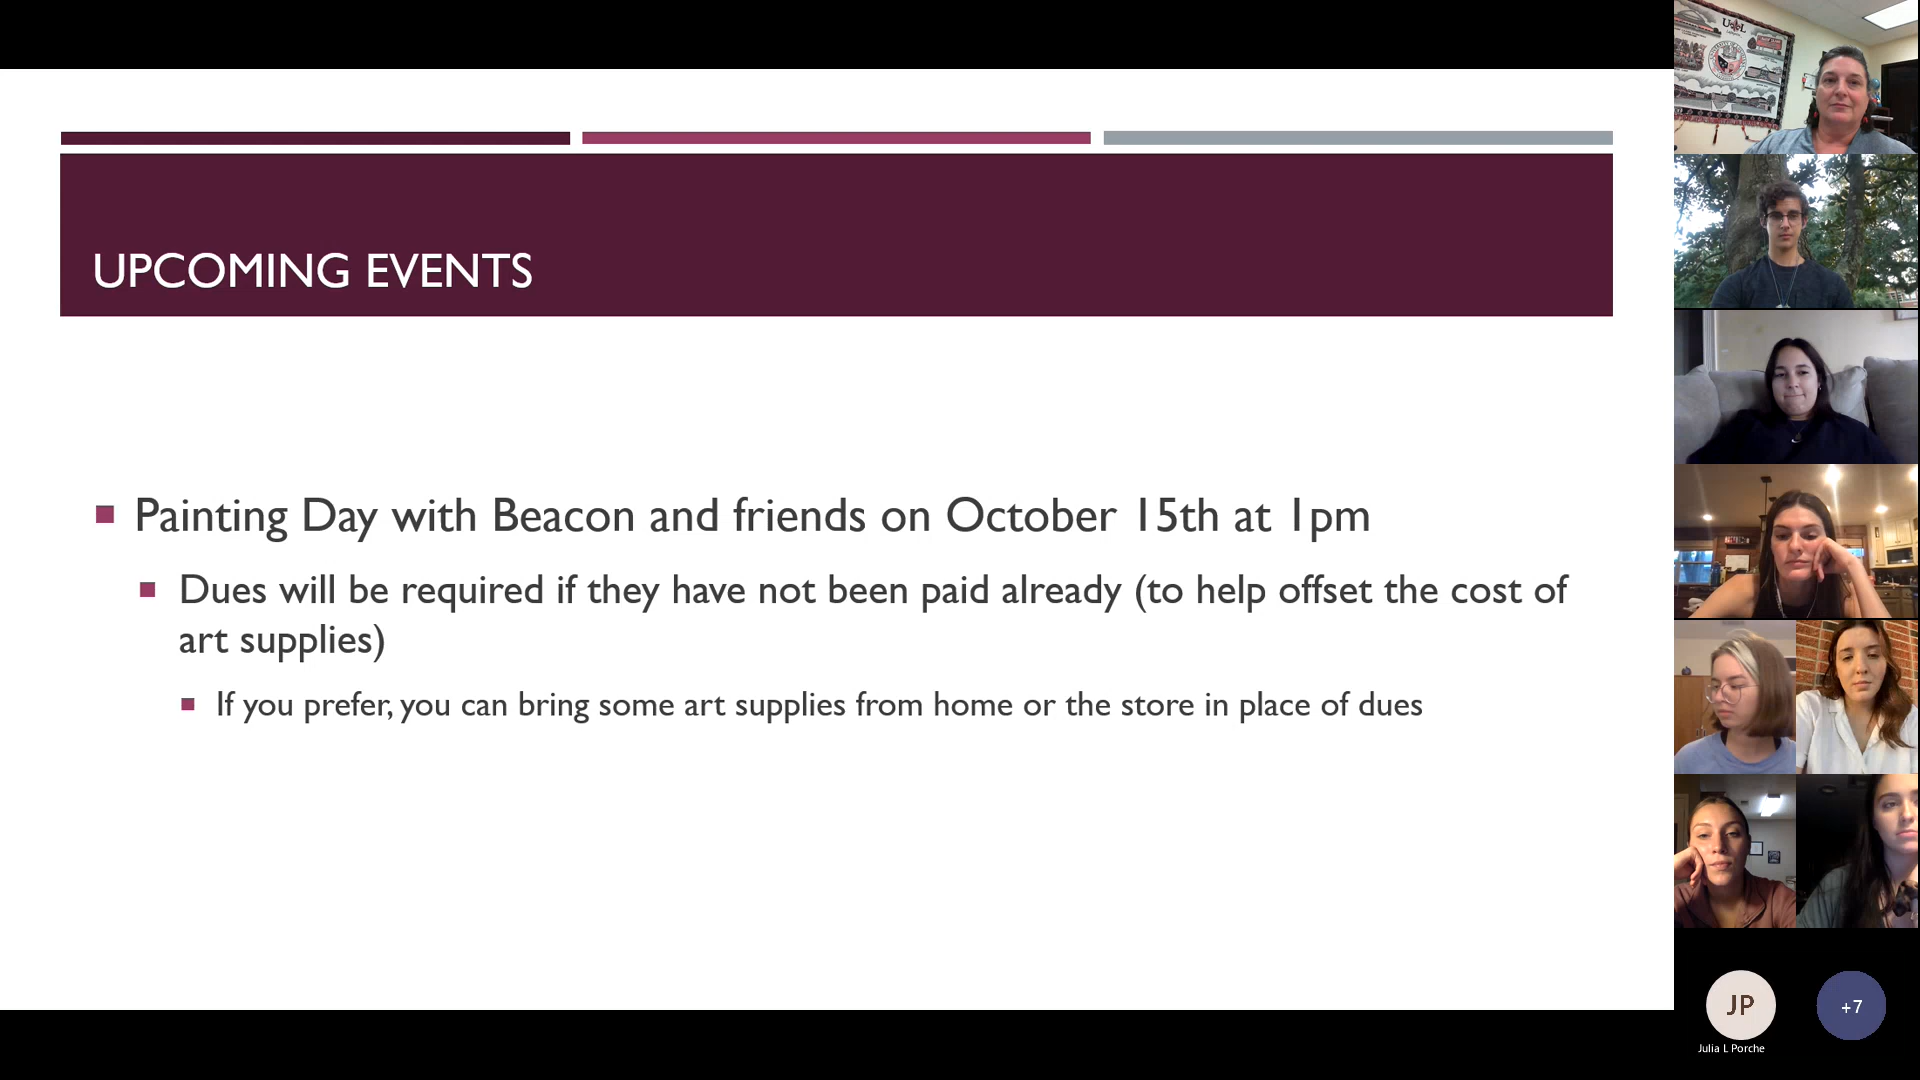 UPCOMING EVENTS
Painting Day with Beacon and friends on October 15th at 1pm
Dues will be required if they have not been paid already (to help offset the cost of
art supplies)
If you prefer, you can bring some art supplies from home or the store in place of dues
JP
+7
Julia L Porche